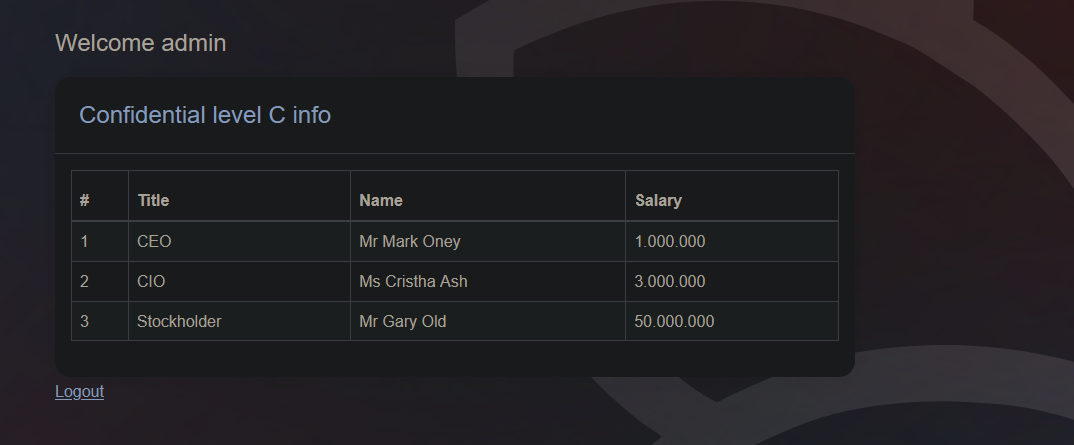 Welcome admin
Confidential level C info
# Title Name Salary
1 CEO Mr Mark Oney 1.000.000
2 CIO Ms Cristha Ash 3.000.000
3 Stockholder Mr Gary Old 50.000.000
Logout